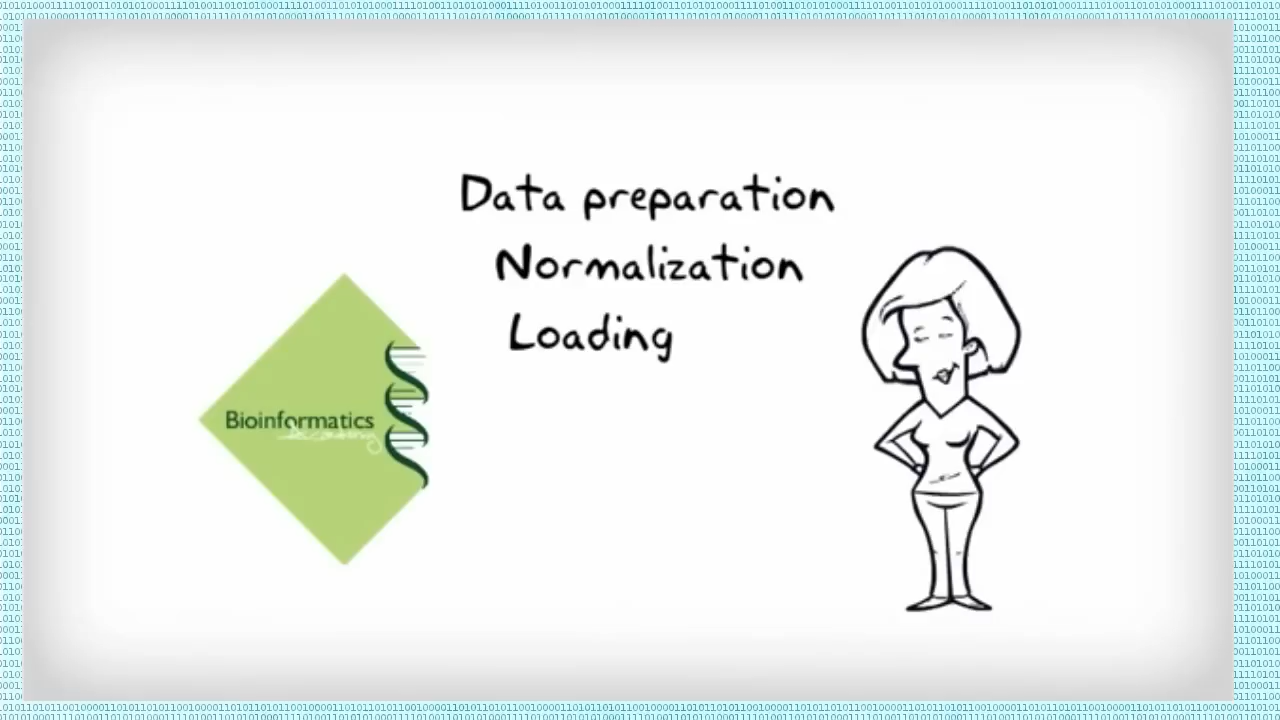 Data preparation
Normalization
Loading
Bioinformatics